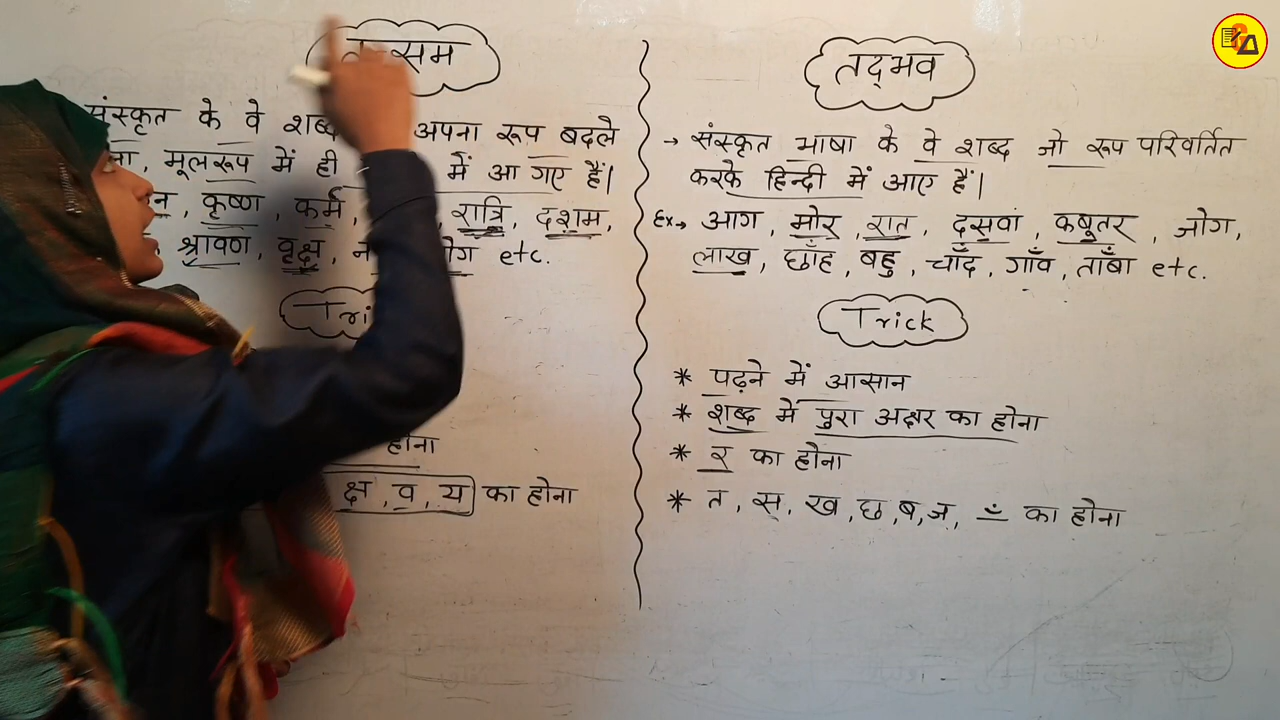 सम
संस्कृत के वे शब्द अपना रूप बदले
मूलरूप में ही में आ गए हैं।
कृष्ण, कर्म, रात्रि, दशम,
श्रावण, वृक्ष, etc.
होना
क्ष, व, य का होना
तद्भव
→ संस्कृत भाषा के वे शब्द जो रूप परिवर्तित
करके हिन्दी में आए हैं।
Ex→ आग, मोर, रात, दसवां, कबुतर, जोग,
लाख, छाँह, बहु, चाँद, गाँव, ताँबा etc.
Trick
* पढ़ने में आसान
* शब्द में पुरा अक्षर का होना
* र का होना
* त, स, ख, छ, ब, ज, ँ का होना